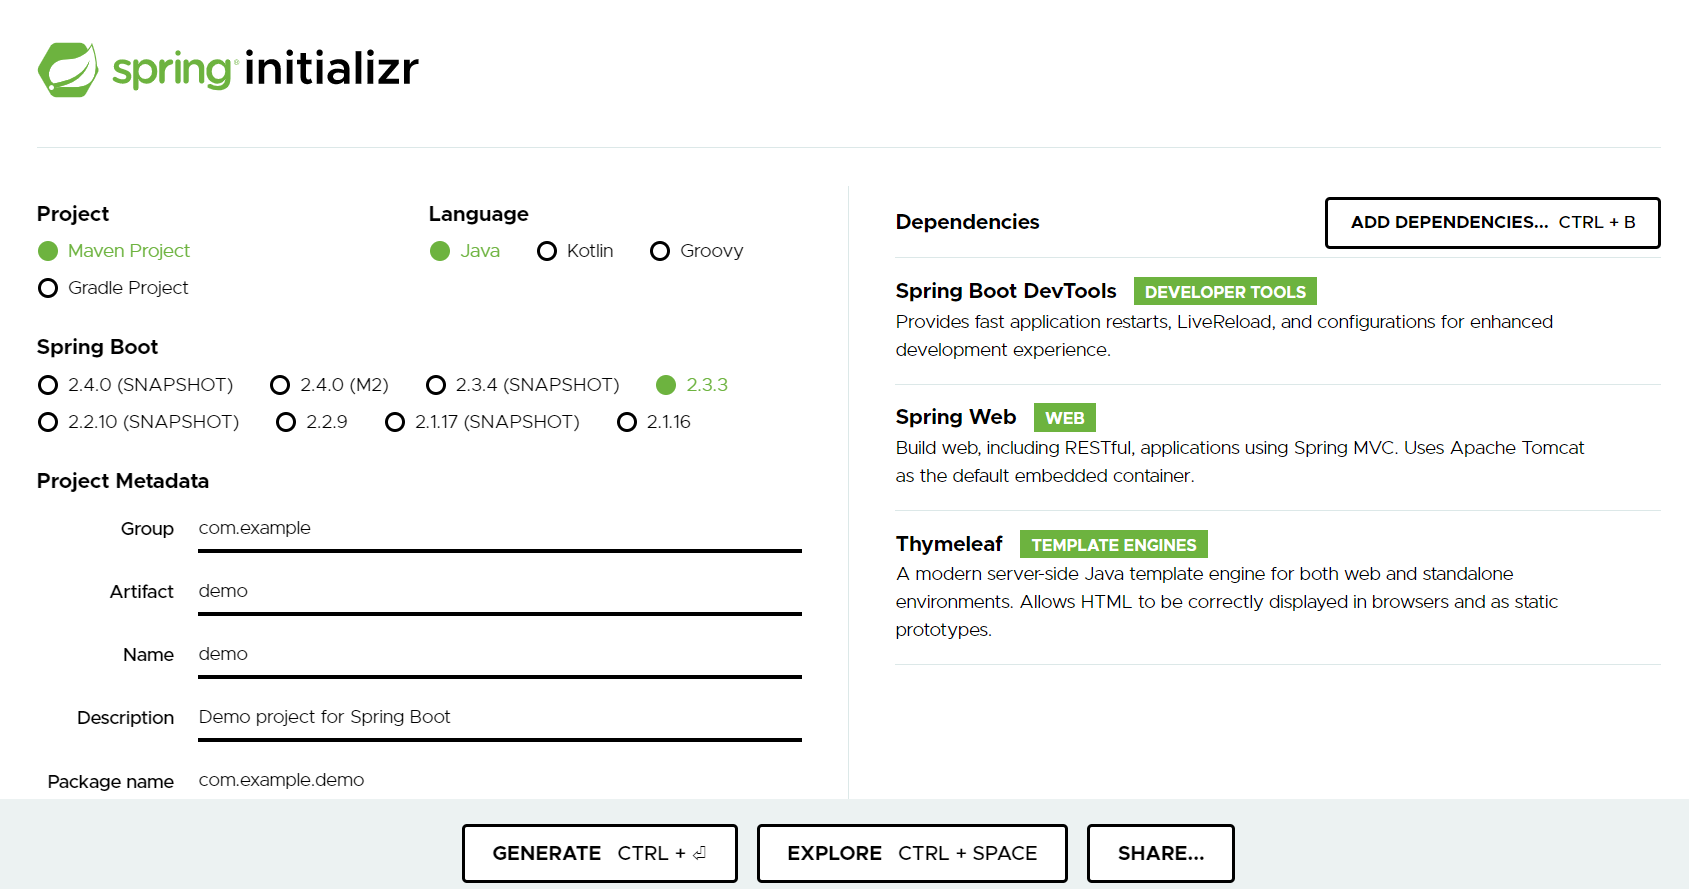 spring initializr
Project
Maven Project
Gradle Project
Language
Java Kotlin Groovy
Spring Boot
2.4.0 (SNAPSHOT) 2.4.0 (M2) 2.3.4 (SNAPSHOT) 2.3.3
2.2.10 (SNAPSHOT) 2.2.9 2.1.17 (SNAPSHOT) 2.1.16
Project Metadata
Group com.example
Artifact demo
Name demo
Description Demo project for Spring Boot
Package name com.example.demo
Dependencies
ADD DEPENDENCIES... CTRL + B
Spring Boot DevTools DEVELOPER TOOLS
Provides fast application restarts, LiveReload, and configurations for enhanced
development experience.
Spring Web WEB
Build web, including RESTful, applications using Spring MVC. Uses Apache Tomcat
as the default embedded container.
Thymeleaf TEMPLATE ENGINES
A modern server-side Java template engine for both web and standalone
environments. Allows HTML to be correctly displayed in browsers and as static
prototypes.
GENERATE CTRL + ⏎
EXPLORE CTRL + SPACE
SHARE...